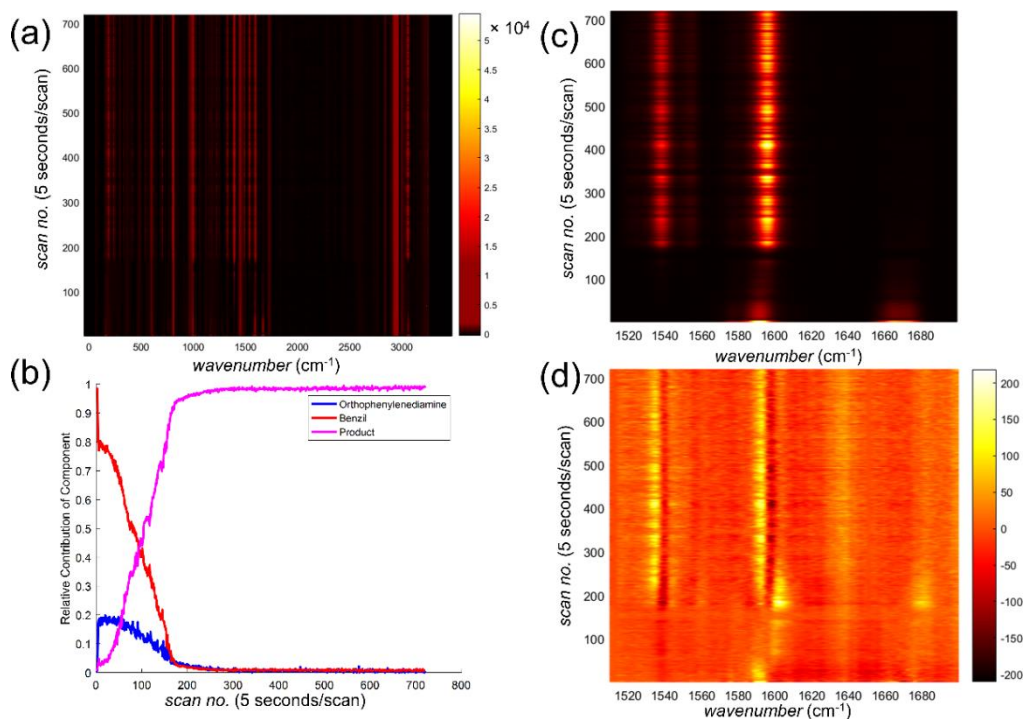 (a)
× 10⁴
700
600
500
400
300
200
100
scan no. (5 seconds/scan)
0 500 1000 1500 2000 2500 3000
wavenumber (cm⁻¹)
5
4.5
4
3.5
3
2.5
2
1.5
1
0.5
0
(c)
700
600
500
400
300
200
100
scan no. (5 seconds/scan)
1520 1540 1560 1580 1600 1620 1640 1660 1680
wavenumber (cm⁻¹)
(b)
1
0.9
0.8
0.7
0.6
0.5
0.4
0.3
0.2
0.1
0
Relative Contribution of Component
Orthophenylenediamine
Benzil
Product
0 100 200 300 400 500 600 700 800
scan no. (5 seconds/scan)
(d)
700
600
500
400
300
200
100
scan no. (5 seconds/scan)
1520 1540 1560 1580 1600 1620 1640 1660 1680
wavenumber (cm⁻¹)
200
150
100
50
0
-50
-100
-150
-200